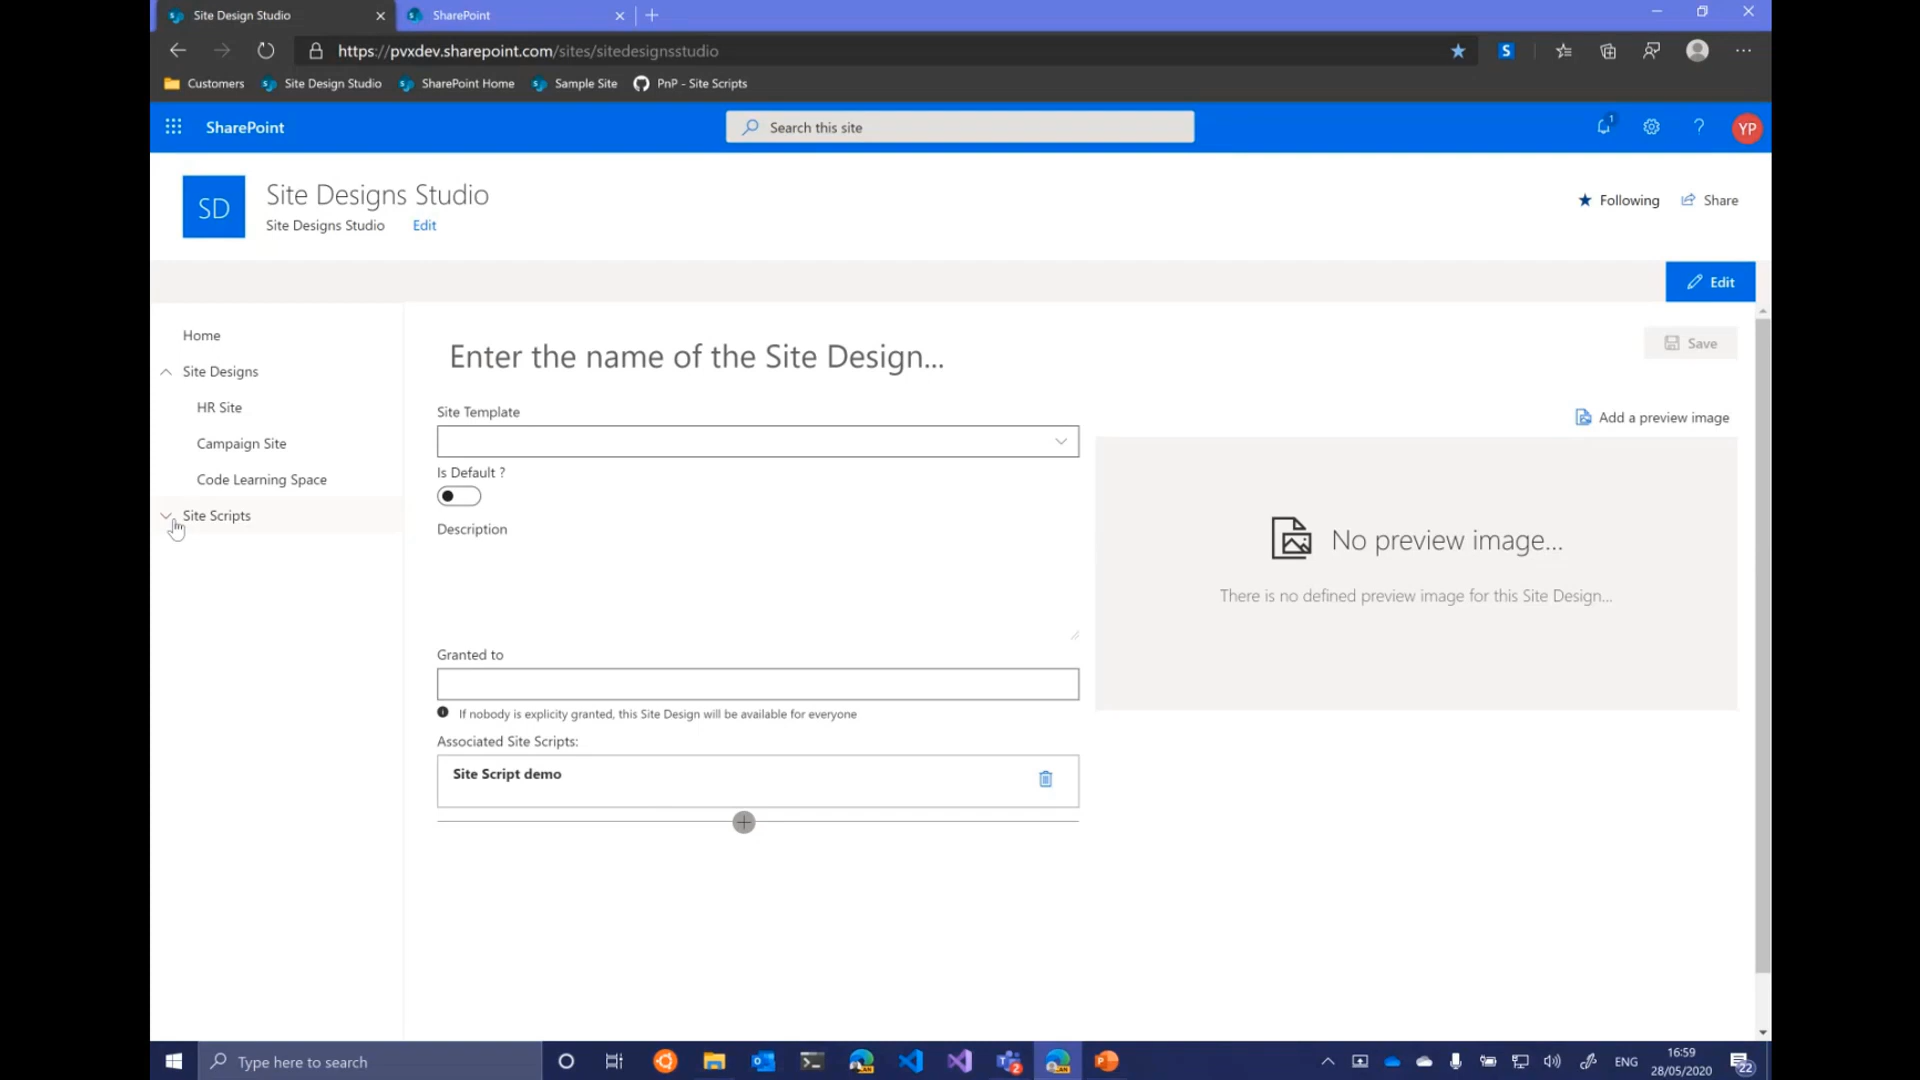 Site Design Studio
SharePoint
https://pvxdev.sharepoint.com/sites/sitedesignsstudio
S
Customers
Site Design Studio
SharePoint Home
Sample Site
PnP - Site Scripts
SharePoint
Search this site
1
?
YP
SD
Site Designs Studio
Site Designs Studio
Edit
Following
Share
Edit
Home
Site Designs
HR Site
Campaign Site
Code Learning Space
Site Scripts
Enter the name of the Site Design...
Save
Site Template
Is Default ?
Description
Add a preview image
No preview image...
There is no defined preview image for this Site Design...
Granted to
If nobody is explicity granted, this Site Design will be available for everyone
Associated Site Scripts:
Site Script demo
Type here to search
2
ENG
16:59
28/05/2020
22